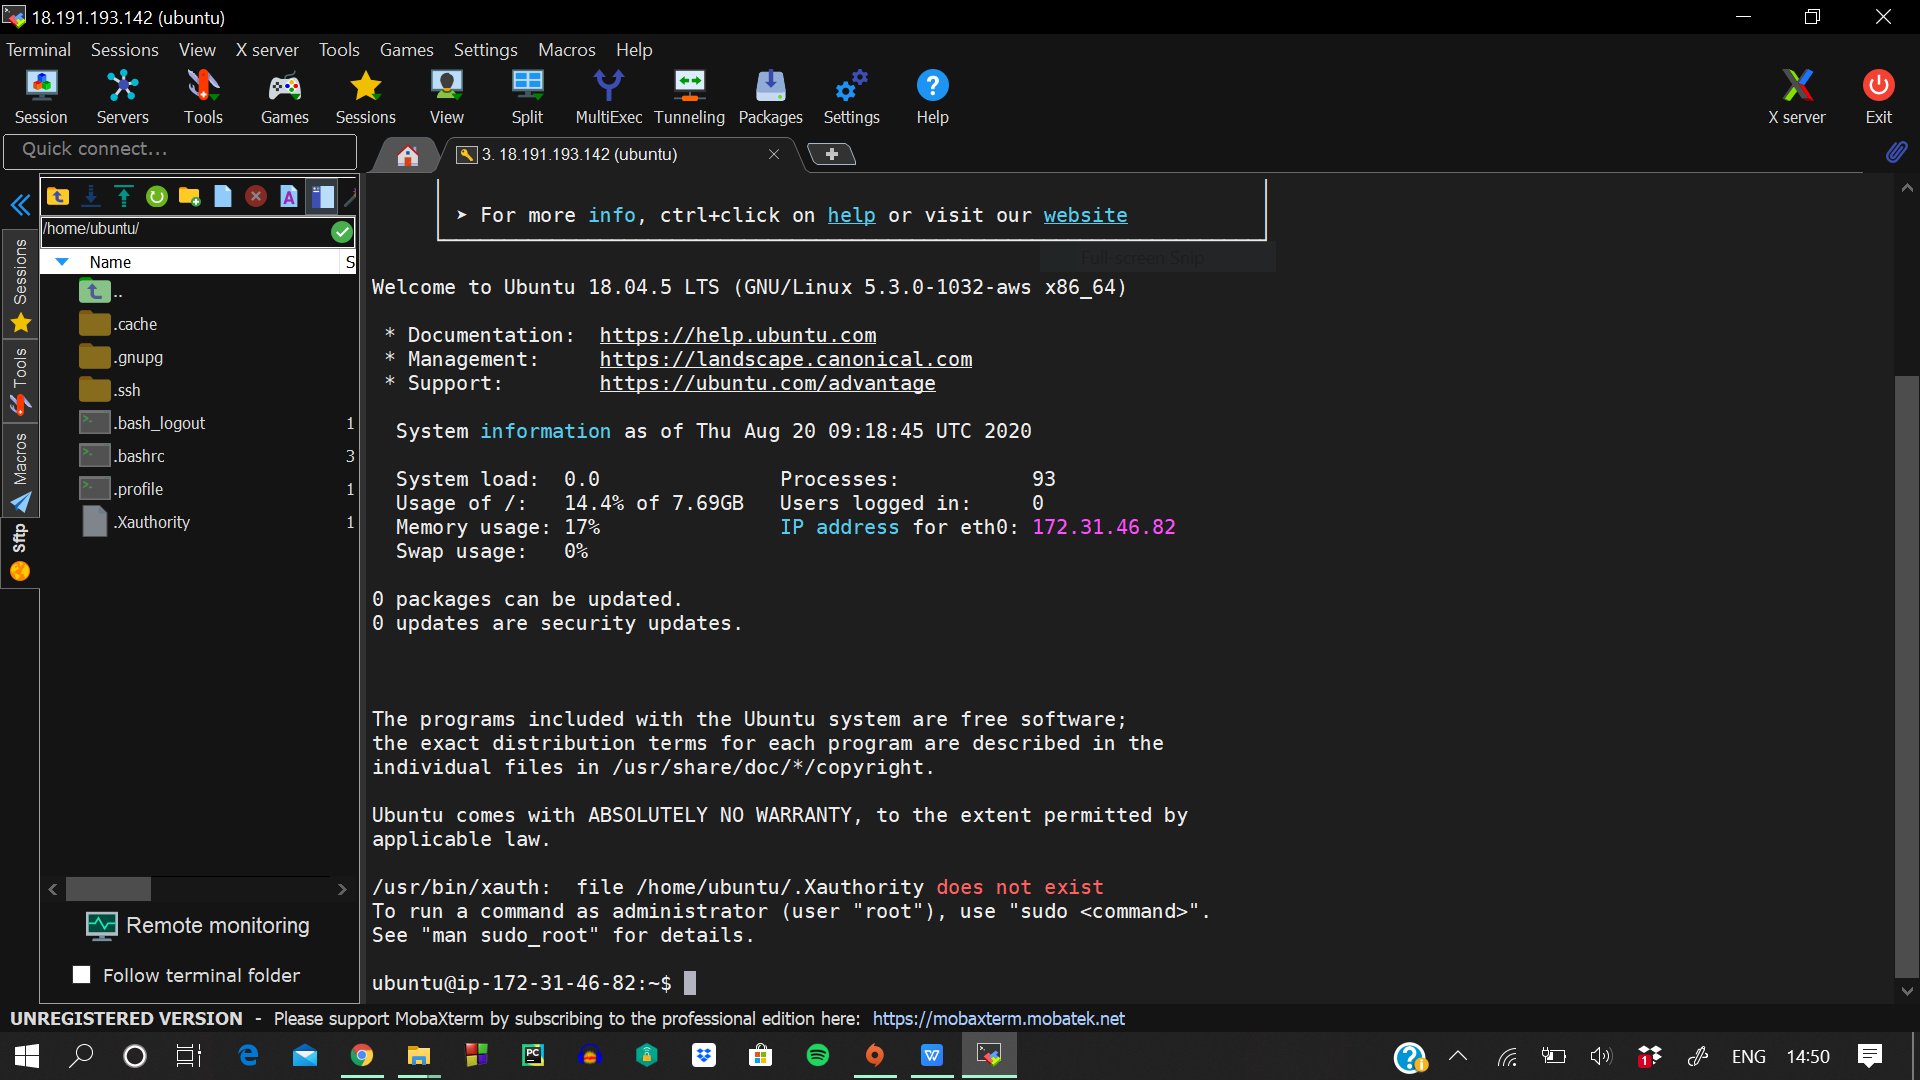 18.191.193.142 (ubuntu)
Terminal Sessions View X server Tools Games Settings Macros Help
Session Servers Tools Games Sessions View Split MultiExec Tunneling Packages Settings Help X server Exit
Quick connect...
3. 18.191.193.142 (ubuntu)
/home/ubuntu/
Name S
..
.cache
.gnupg
.ssh
.bash_logout 1
.bashrc 3
.profile 1
.Xauthority 1
Sessions
Tools
Macros
Sftp
Remote monitoring
Follow terminal folder
➤ For more info, ctrl+click on help or visit our website
Full-screen Snip
Welcome to Ubuntu 18.04.5 LTS (GNU/Linux 5.3.0-1032-aws x86_64)
* Documentation: https://help.ubuntu.com
* Management: https://landscape.canonical.com
* Support: https://ubuntu.com/advantage
System information as of Thu Aug 20 09:18:45 UTC 2020
System load: 0.0 Processes: 93
Usage of /: 14.4% of 7.69GB Users logged in: 0
Memory usage: 17% IP address for eth0: 172.31.46.82
Swap usage: 0%
0 packages can be updated.
0 updates are security updates.
The programs included with the Ubuntu system are free software;
the exact distribution terms for each program are described in the
individual files in /usr/share/doc/*/copyright.
Ubuntu comes with ABSOLUTELY NO WARRANTY, to the extent permitted by
applicable law.
/usr/bin/xauth: file /home/ubuntu/.Xauthority does not exist
To run a command as administrator (user "root"), use "sudo <command>".
See "man sudo_root" for details.
ubuntu@ip-172-31-46-82:~$
UNREGISTERED VERSION - Please support MobaXterm by subscribing to the professional edition here: https://mobaxterm.mobatek.net
ENG 14:50